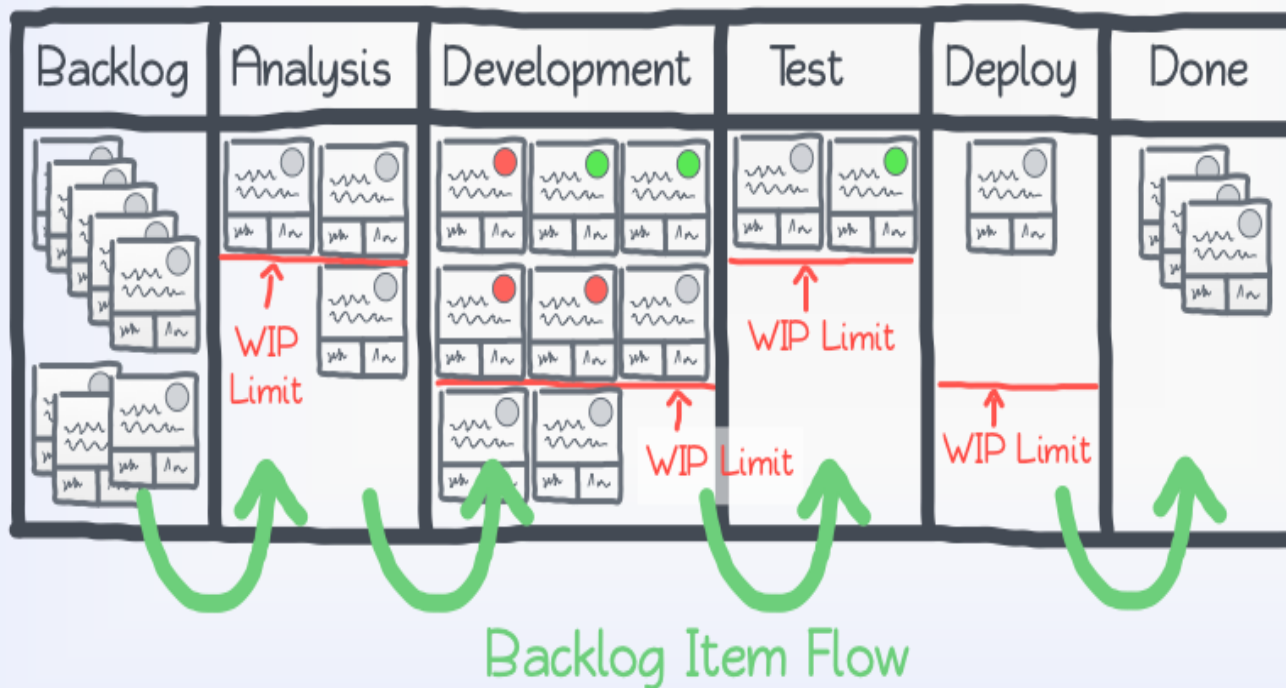 Backlog
Analysis
Development
Test
Deploy
Done
WIP
Limit
WIP Limit
WIP Limit
WIP Limit
Backlog Item Flow